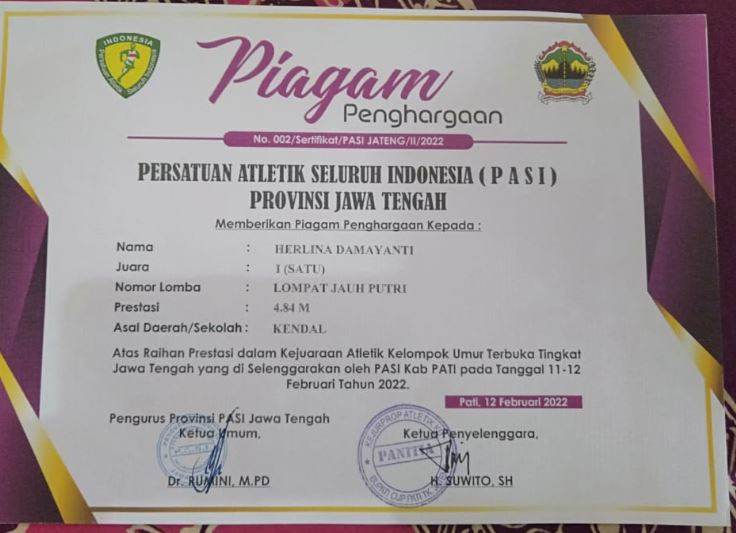 INDONESIA
Piagam
Penghargaan
No. 002/Sertifikat/PASI JATENG/II/2022
PERSATUAN ATLETIK SELURUH INDONESIA ( P A S I )
PROVINSI JAWA TENGAH
Memberikan Piagam Penghargaan Kepada :
Nama : HERLINA DAMAYANTI
Juara : I (SATU)
Nomor Lomba : LOMPAT JAUH PUTRI
Prestasi : 4.84 M
Asal Daerah/Sekolah : KENDAL
Atas Raihan Prestasi dalam Kejuaraan Atletik Kelompok Umur Terbuka Tingkat
Jawa Tengah yang di Selenggarakan oleh PASI Kab PATI pada Tanggal 11-12
Februari Tahun 2022.
Pati, 12 Februari 2022
Pengurus Provinsi PASI Jawa Tengah
Ketua Umum,
Ketua Penyelenggara,
PANITIA
Dr. RUMINI, M.PD
H. SUWITO, SH